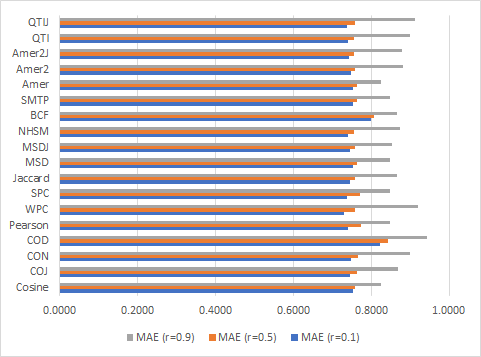 QTIJ
QTI
Amer2J
Amer2
Amer
SMTP
BCF
NHSM
MSDJ
MSD
Jaccard
SPC
WPC
Pearson
COD
CON
COJ
Cosine
0.0000 0.2000 0.4000 0.6000 0.8000 1.0000
MAE (r=0.9) MAE (r=0.5) MAE (r=0.1)